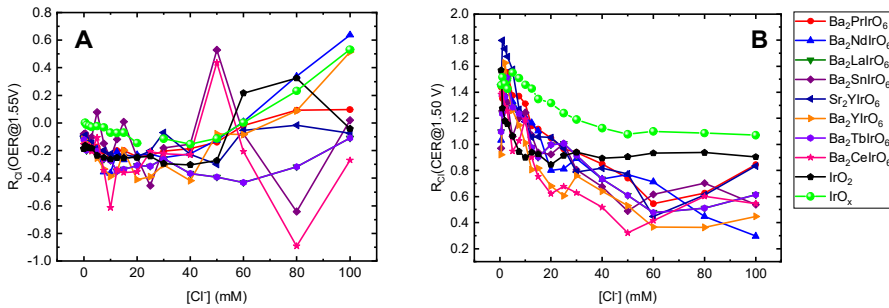 A
R_Cl(OER@1.55V)
0.8
0.6
0.4
0.2
-0.0
-0.2
-0.4
-0.6
-0.8
-1.0
0 20 40 60 80 100
[Cl⁻] (mM)
B
R_Cl(CER@1.50 V)
2.0
1.8
1.6
1.4
1.2
1.0
0.8
0.6
0.4
0.2
0 20 40 60 80 100
[Cl⁻] (mM)
Ba₂PrIrO₆
Ba₂NdIrO₆
Ba₂LaIrO₆
Ba₂SnIrO₆
Sr₂YIrO₆
Ba₂YIrO₆
Ba₂TbIrO₆
Ba₂CeIrO₆
IrO₂
IrOₓ